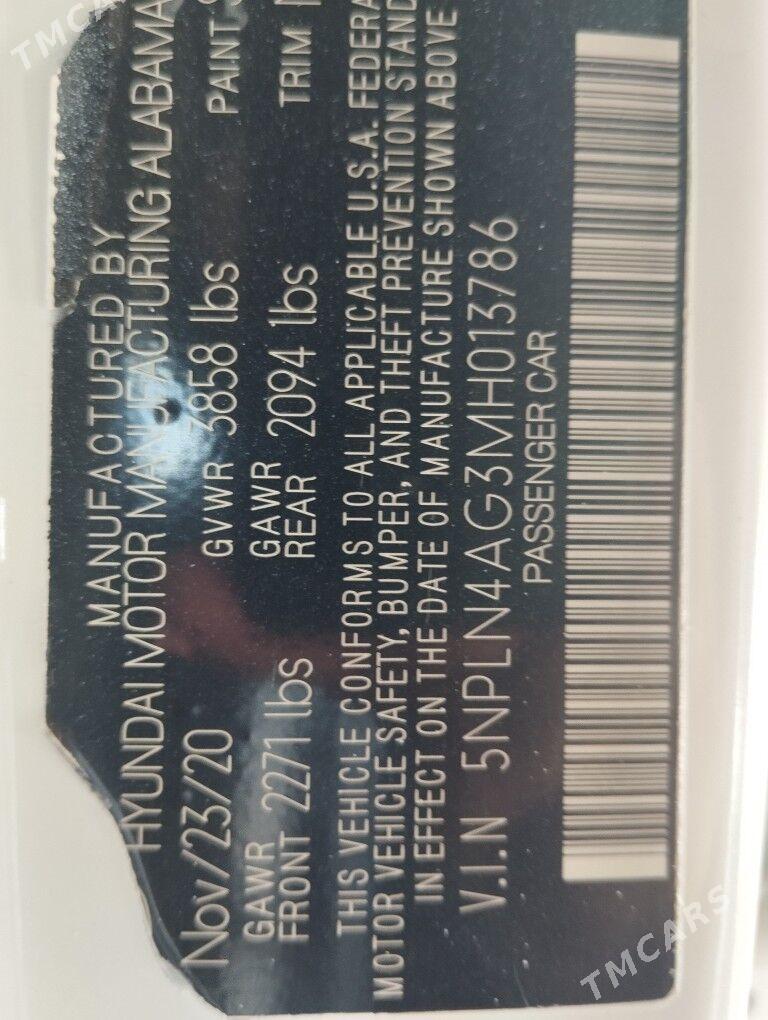 MANUFACTURED BY
HYUNDAI MOTOR MANUFACTURING ALABAMA
Nov/23/20 GVWR 3858 lbs PAINT
GAWR GAWR
FRONT 2271 lbs REAR 2094 lbs TRIM
THIS VEHICLE CONFORMS TO ALL APPLICABLE U.S.A. FEDERA
MOTOR VEHICLE SAFETY, BUMPER, AND THEFT PREVENTION STAND
IN EFFECT ON THE DATE OF MANUFACTURE SHOWN ABOVE
V.I.N 5NPLN4AG3MH013786
PASSENGER CAR
TMCARS
TMCARS